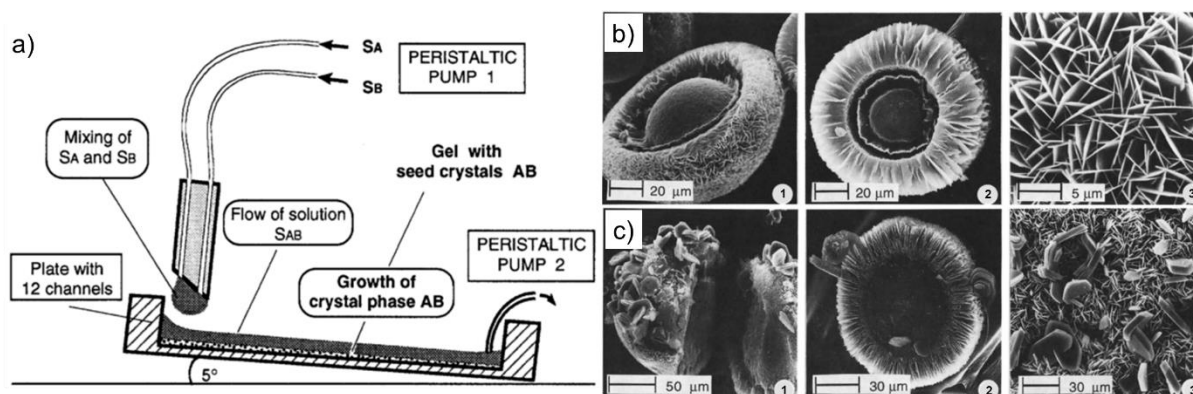 a)
SA
SB
PERISTALTIC
PUMP 1
Mixing of
SA and SB
Gel with
seed crystals AB
Flow of solution
SAB
PERISTALTIC
PUMP 2
Plate with
12 channels
Growth of
crystal phase AB
5°
b)
20 µm
1
20 µm
2
5 µm
3
c)
50 µm
1
30 µm
2
30 µm
3